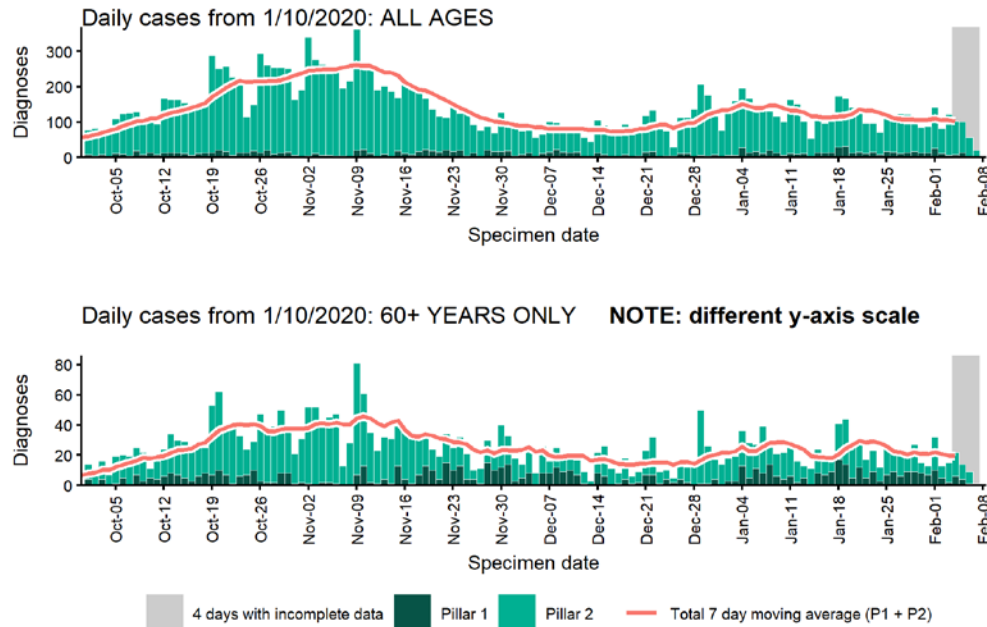 Daily cases from 1/10/2020: ALL AGES
Diagnoses
300
200
100
0
Oct-05
Oct-12
Oct-19
Oct-26
Nov-02
Nov-09
Nov-16
Nov-23
Nov-30
Dec-07
Dec-14
Dec-21
Dec-28
Jan-04
Jan-11
Jan-18
Jan-25
Feb-01
Feb-08
Specimen date
Daily cases from 1/10/2020: 60+ YEARS ONLY NOTE: different y-axis scale
Diagnoses
80
60
40
20
0
Oct-05
Oct-12
Oct-19
Oct-26
Nov-02
Nov-09
Nov-16
Nov-23
Nov-30
Dec-07
Dec-14
Dec-21
Dec-28
Jan-04
Jan-11
Jan-18
Jan-25
Feb-01
Feb-08
Specimen date
4 days with incomplete data Pillar 1 Pillar 2 Total 7 day moving average (P1 + P2)